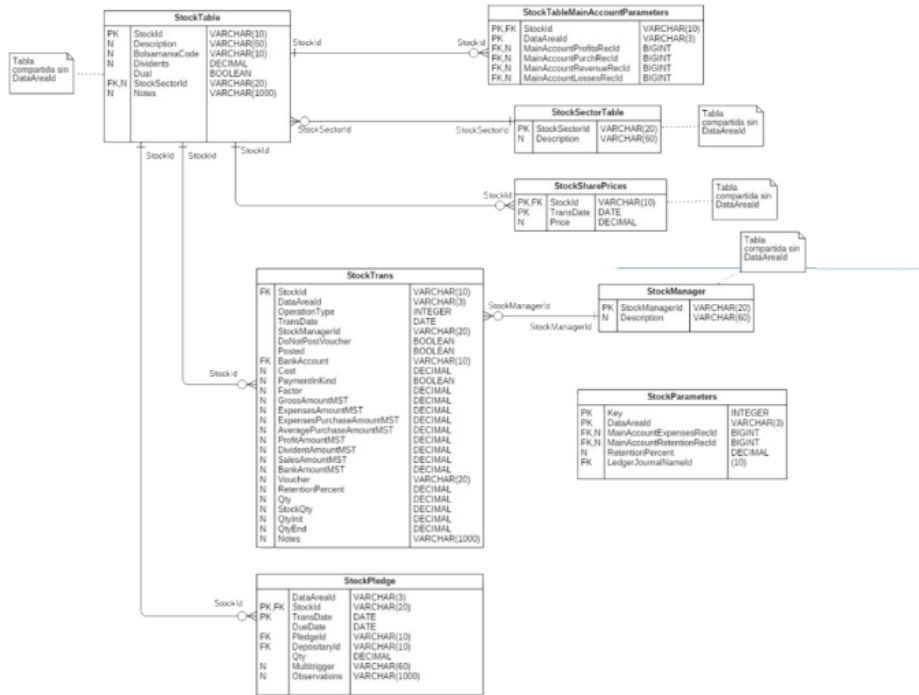 StockTable
PK StockId VARCHAR(10)
N Description VARCHAR(60)
N BolsamaniaCode VARCHAR(10)
N Dividents DECIMAL
Dual BOOLEAN
FK,N StockSectorId VARCHAR(20)
N Notes VARCHAR(1000)
Tabla
compartida sin
DataAreaId
StockId
StockId
StockTableMainAccountParameters
PK,FK StockId VARCHAR(10)
PK DataAreaId VARCHAR(3)
FK,N MainAccountProfitsRecId BIGINT
FK,N MainAccountPurchRecId BIGINT
FK,N MainAccountRevenueRecId BIGINT
FK,N MainAccountLossesRecId BIGINT
StockSectorId
StockSectorId
StockSectorTable
PK StockSectorId VARCHAR(20)
N Description VARCHAR(60)
Tabla
compartida sin
DataAreaId
StockId
StockId
StockId
StockId
StockSharePrices
PK,FK StockId VARCHAR(10)
PK TransDate DATE
N Price DECIMAL
Tabla
compartida sin
DataAreaId
Tabla
compartida sin
DataAreaId
StockTrans
FK StockId VARCHAR(10)
DataAreaId VARCHAR(3)
OperationType INTEGER
TransDate DATE
StockManagerId VARCHAR(20)
DoNotPostVoucher BOOLEAN
Posted BOOLEAN
FK BankAccount VARCHAR(10)
N Cost DECIMAL
N PaymentInKind BOOLEAN
N Factor DECIMAL
N GrossAmountMST DECIMAL
N ExpensesAmountMST DECIMAL
N ExpensesPurchaseAmountMST DECIMAL
N AveragePurchaseAmountMST DECIMAL
N ProfitAmountMST DECIMAL
N DividentAmountMST DECIMAL
N SalesAmountMST DECIMAL
N BankAmountMST DECIMAL
N Voucher VARCHAR(20)
N RetentionPercent DECIMAL
N Qty DECIMAL
N StockQty DECIMAL
N QtyInit DECIMAL
N QtyEnd DECIMAL
N Notes VARCHAR(1000)
StockId
StockManagerId
StockManagerId
StockManager
PK StockManagerId VARCHAR(20)
N Description VARCHAR(60)
StockParameters
PK Key INTEGER
PK DataAreaId VARCHAR(3)
FK,N MainAccountExpensesRecId BIGINT
FK,N MainAccountRetentionRecId BIGINT
N RetentionPercent DECIMAL
FK LedgerJournalNameId (10)
StockPledge
DataAreaId VARCHAR(3)
PK,FK StockId VARCHAR(20)
PK TransDate DATE
DueDate DATE
FK PledgeId VARCHAR(10)
FK DepositaryId VARCHAR(10)
Qty DECIMAL
N Multitrigger VARCHAR(60)
N Observations VARCHAR(1000)
StockId